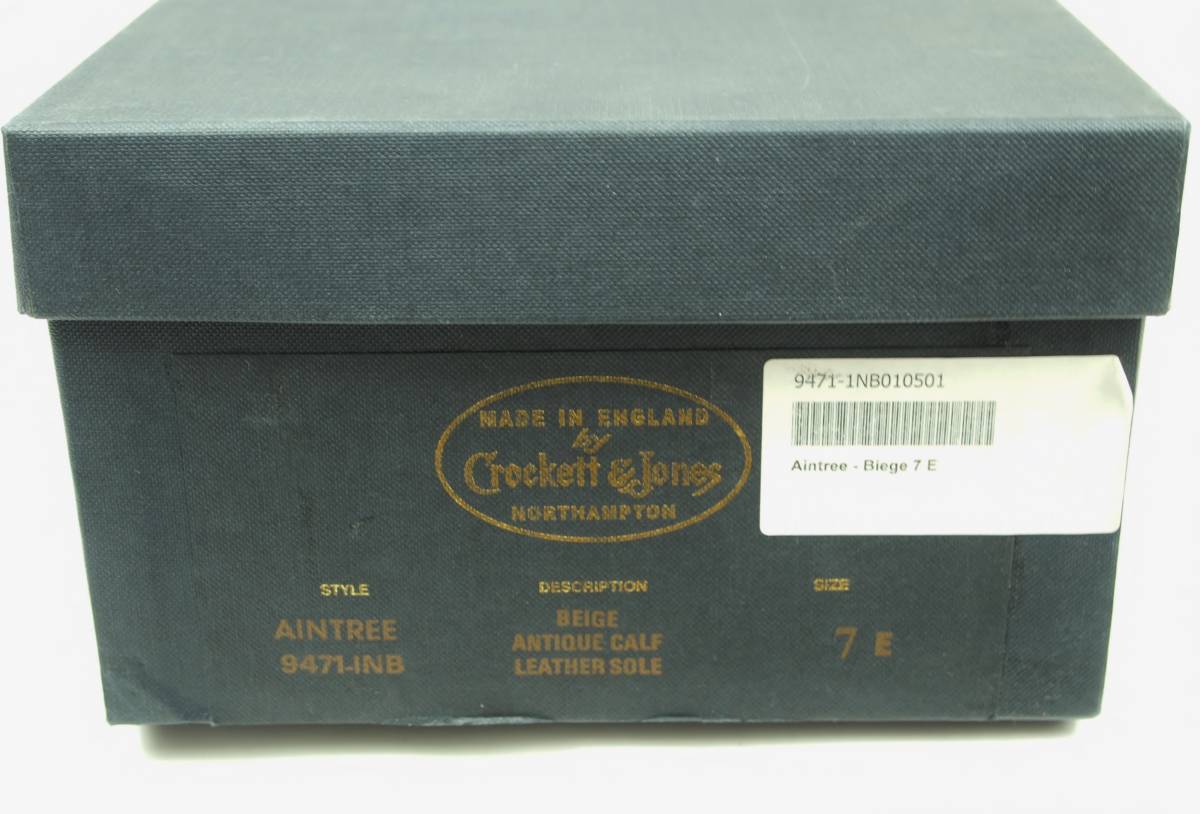 MADE IN ENGLAND
by
Crockett & Jones
NORTHAMPTON
9471-1NB010501
Aintree - Biege 7 E
STYLE
AINTREE
9471-INB
DESCRIPTION
BEIGE
ANTIQUE CALF
LEATHER SOLE
SIZE
7 E